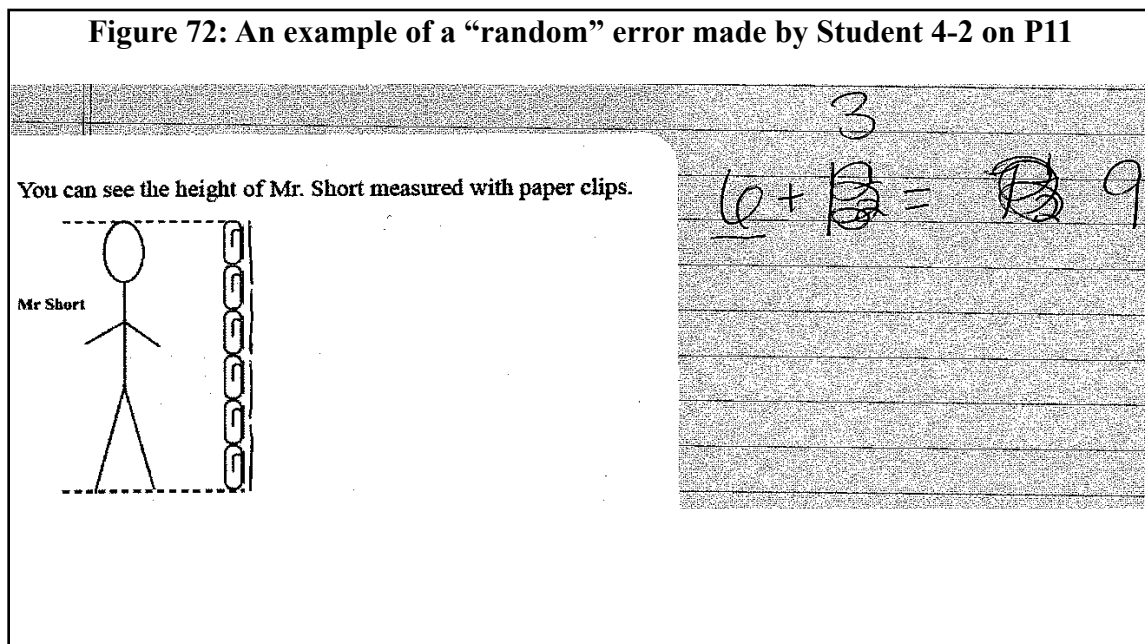 Figure 72: An example of a “random” error made by Student 4-2 on P11
3
6 + = 9
You can see the height of Mr. Short measured with paper clips.
Mr Short